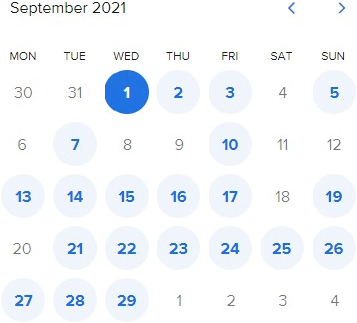 September 2021
MON TUE WED THU FRI SAT SUN
30 31 1 2 3 4 5
6 7 8 9 10 11 12
13 14 15 16 17 18 19
20 21 22 23 24 25 26
27 28 29 1 2 3 4